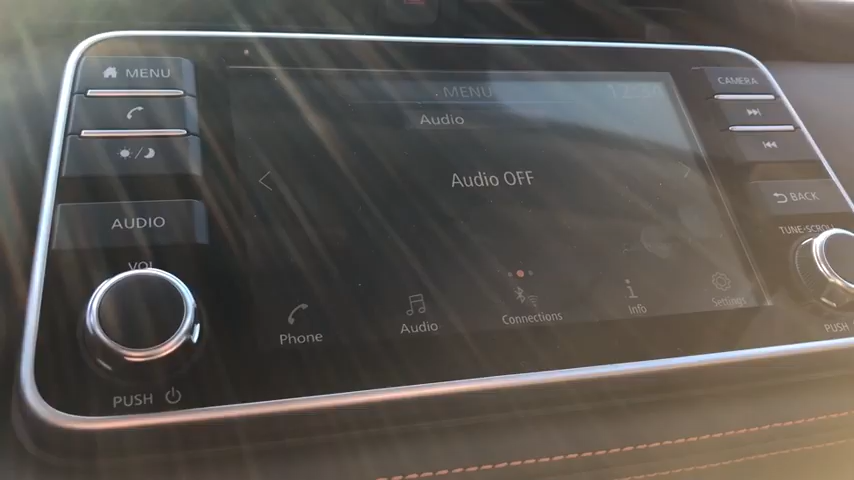 MENU
AUDIO
VOL
PUSH
MENU
Audio
Audio OFF
Phone
Audio
Connections
Info
Settings
CAMERA
BACK
TUNE·SCROLL
PUSH